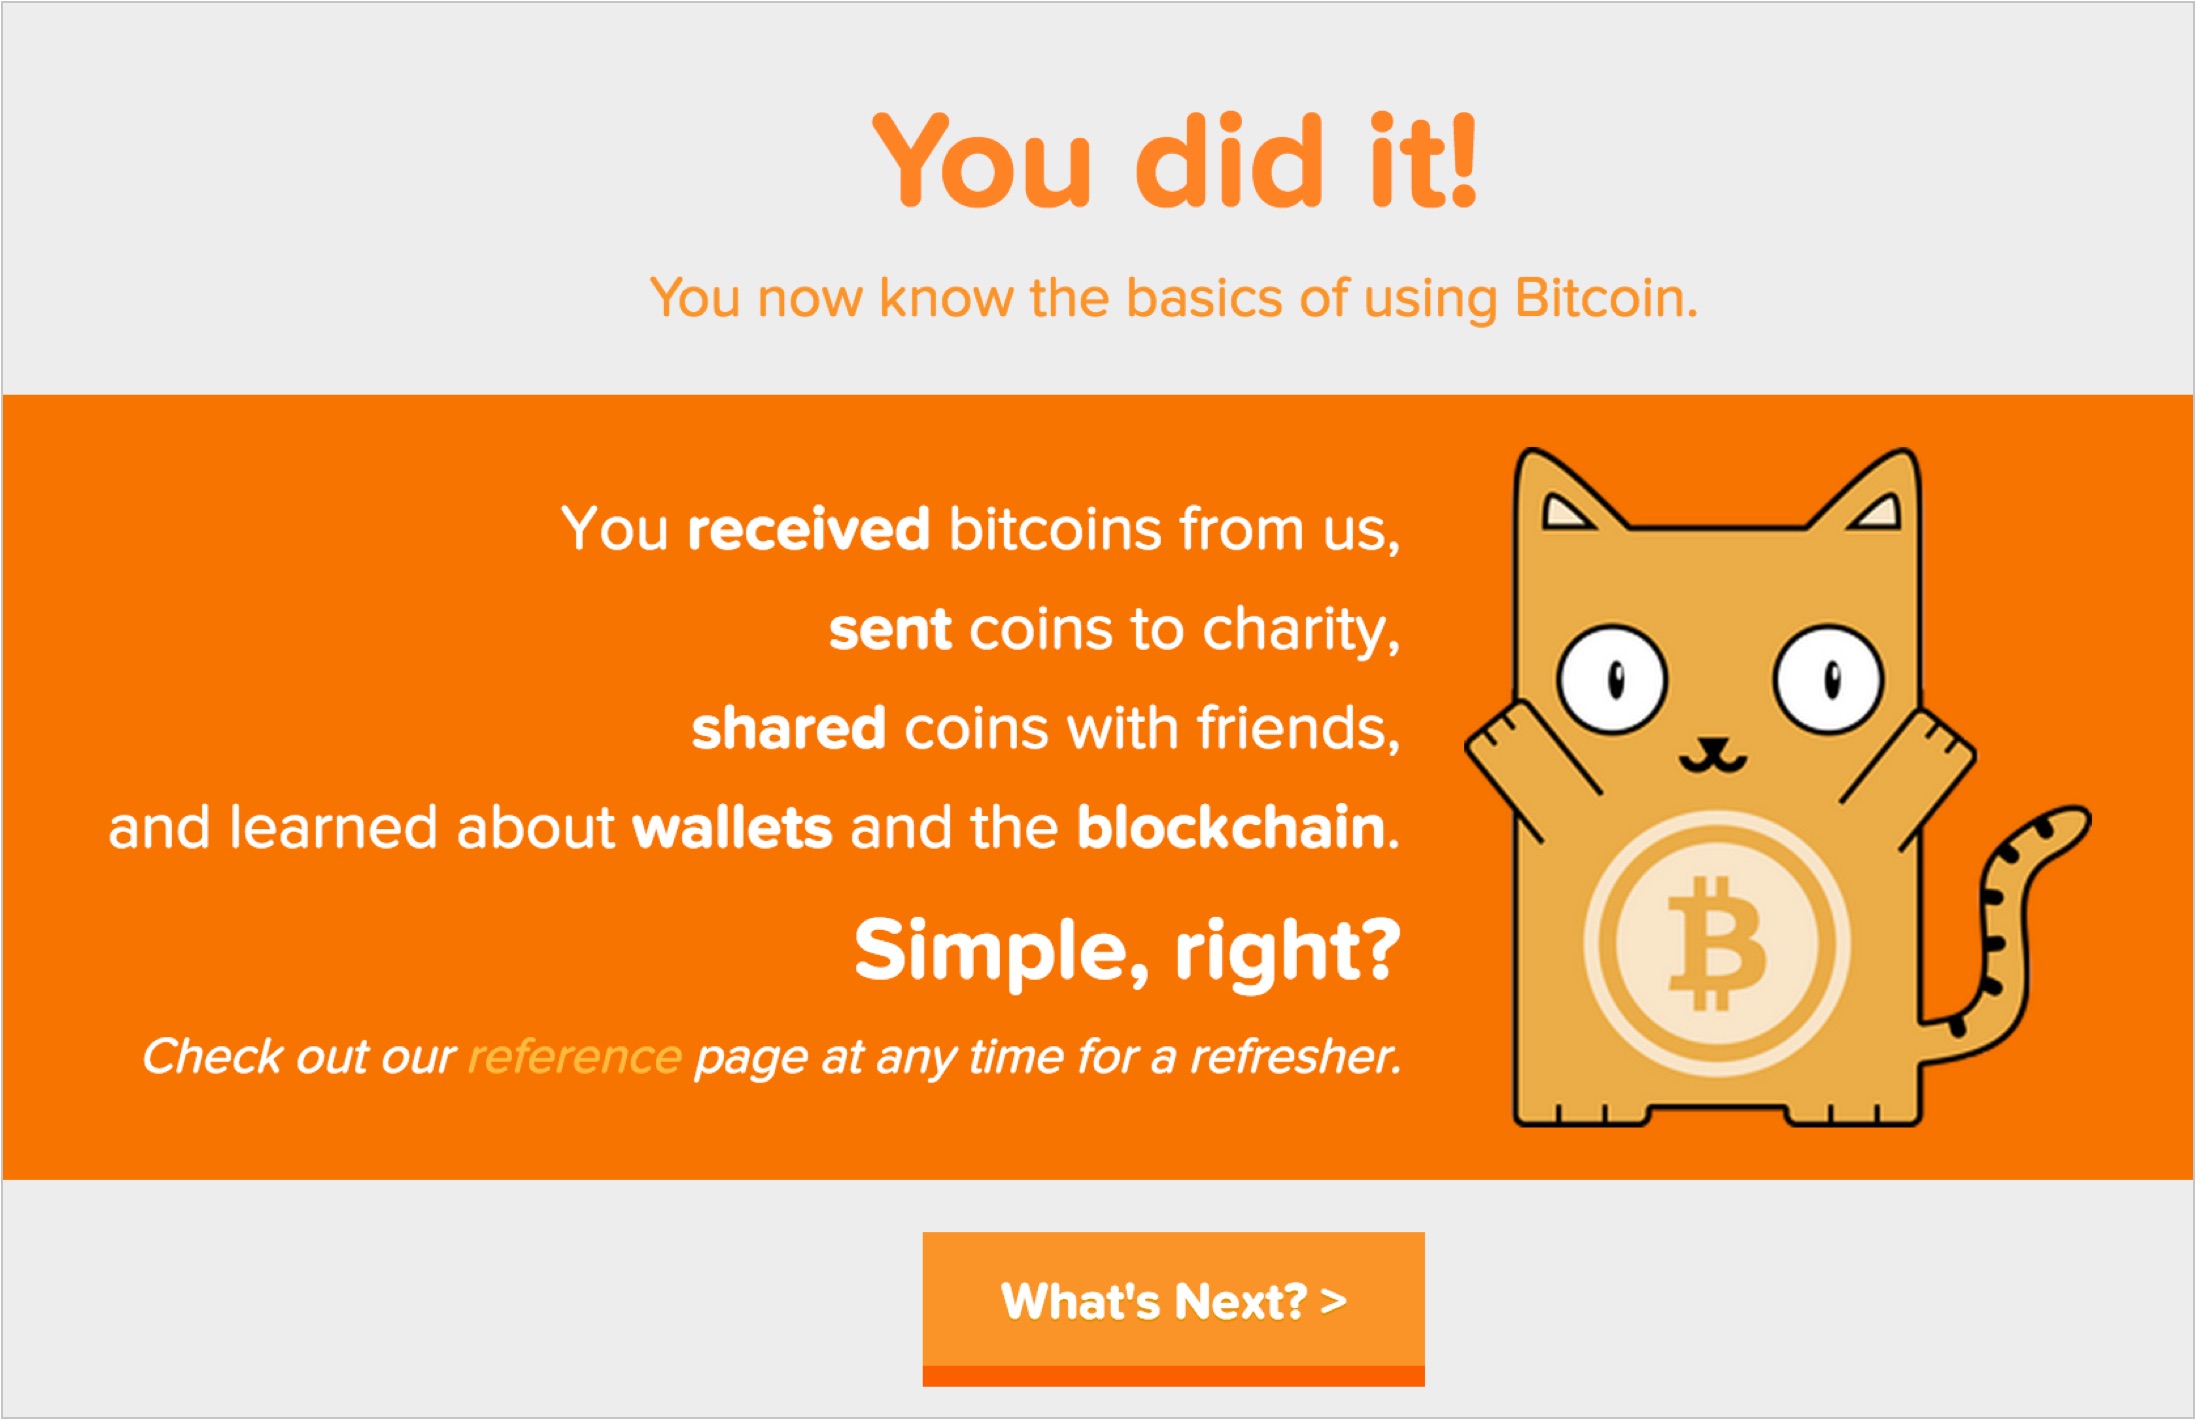 You did it!
You now know the basics of using Bitcoin.
You received bitcoins from us,
sent coins to charity,
shared coins with friends,
and learned about wallets and the blockchain.
Simple, right?
Check out our reference page at any time for a refresher.
What's Next? >